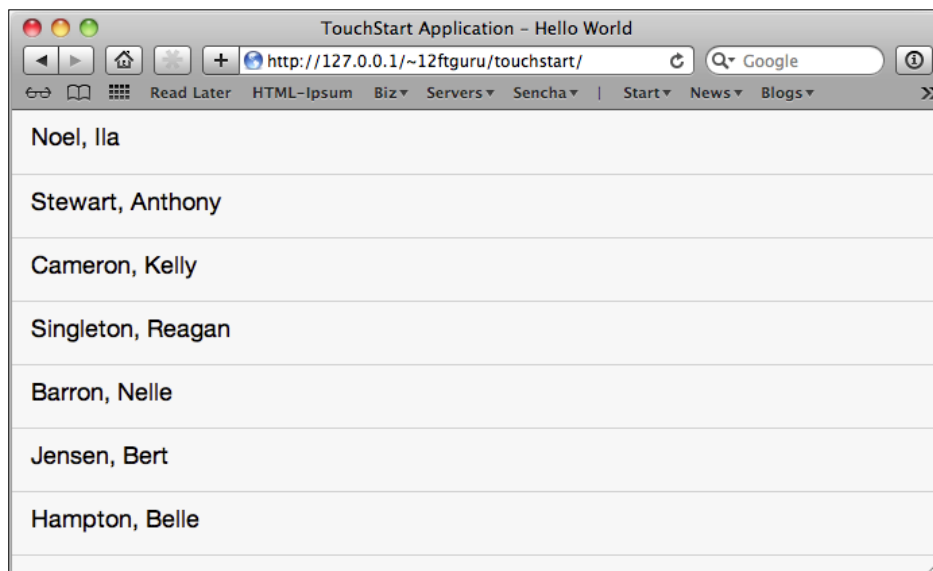 TouchStart Application – Hello World
http://127.0.0.1/~12ftguru/touchstart/
Google
Read Later HTML-Ipsum Biz▾ Servers▾ Sencha▾ | Start▾ News▾ Blogs▾
Noel, Ila
Stewart, Anthony
Cameron, Kelly
Singleton, Reagan
Barron, Nelle
Jensen, Bert
Hampton, Belle